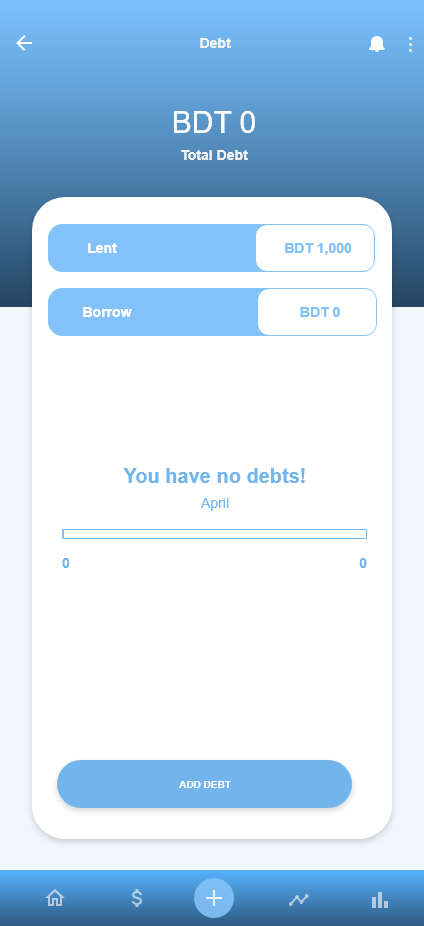 Debt
BDT 0
Total Debt
Lent BDT 1,000
Borrow BDT 0
You have no debts!
April
0 0
ADD DEBT